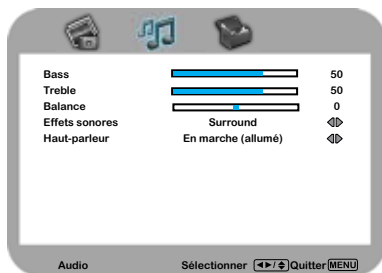 Bass 50
Treble 50
Balance 0
Effets sonores Surround
Haut-parleur En marche (allumé)
Audio Sélectionner Quitter MENU